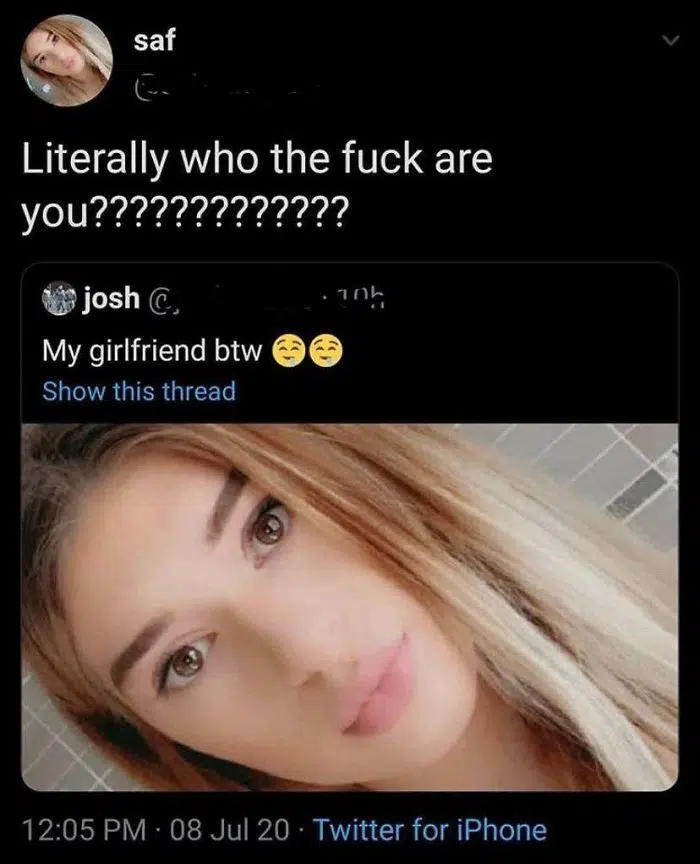 saf
Literally who the fuck are
you?????????????
josh @ · 10h
My girlfriend btw 🤤🤤
Show this thread
12:05 PM · 08 Jul 20 · Twitter for iPhone